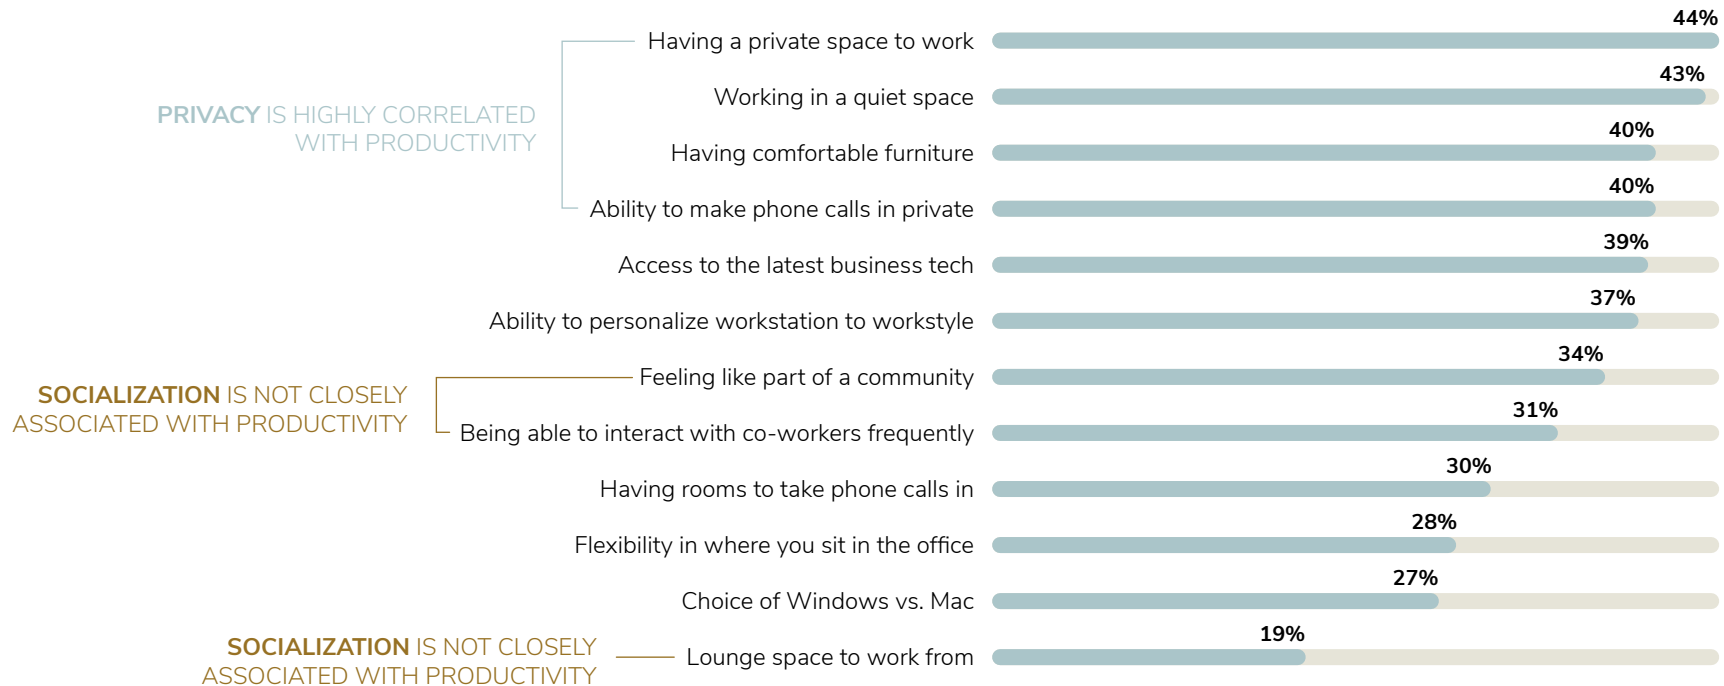 44%
Having a private space to work
43%
Working in a quiet space
PRIVACY IS HIGHLY CORRELATED
WITH PRODUCTIVITY
40%
Having comfortable furniture
40%
Ability to make phone calls in private
39%
Access to the latest business tech
37%
Ability to personalize workstation to workstyle
34%
Feeling like part of a community
SOCIALIZATION IS NOT CLOSELY
ASSOCIATED WITH PRODUCTIVITY
31%
Being able to interact with co-workers frequently
30%
Having rooms to take phone calls in
28%
Flexibility in where you sit in the office
27%
Choice of Windows vs. Mac
19%
SOCIALIZATION IS NOT CLOSELY
ASSOCIATED WITH PRODUCTIVITY
Lounge space to work from